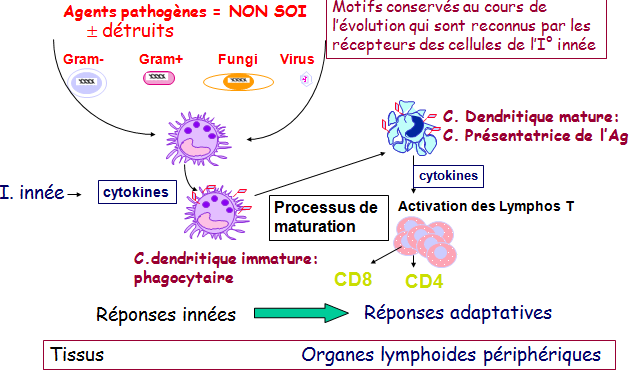 Agents pathogènes = NON SOI
± détruits
Motifs conservés au cours de
l'évolution qui sont reconnus par les
récepteurs des cellules de l'I° innée
Gram- Gram+ Fungi Virus
C. Dendritique mature:
C. Présentatrice de l'Ag
I. innée
cytokines
cytokines
Processus de
maturation
Activation des Lymphos T
C.dendritique immature:
phagocytaire
CD8 CD4
Réponses innées Réponses adaptatives
Tissus Organes lymphoides périphériques